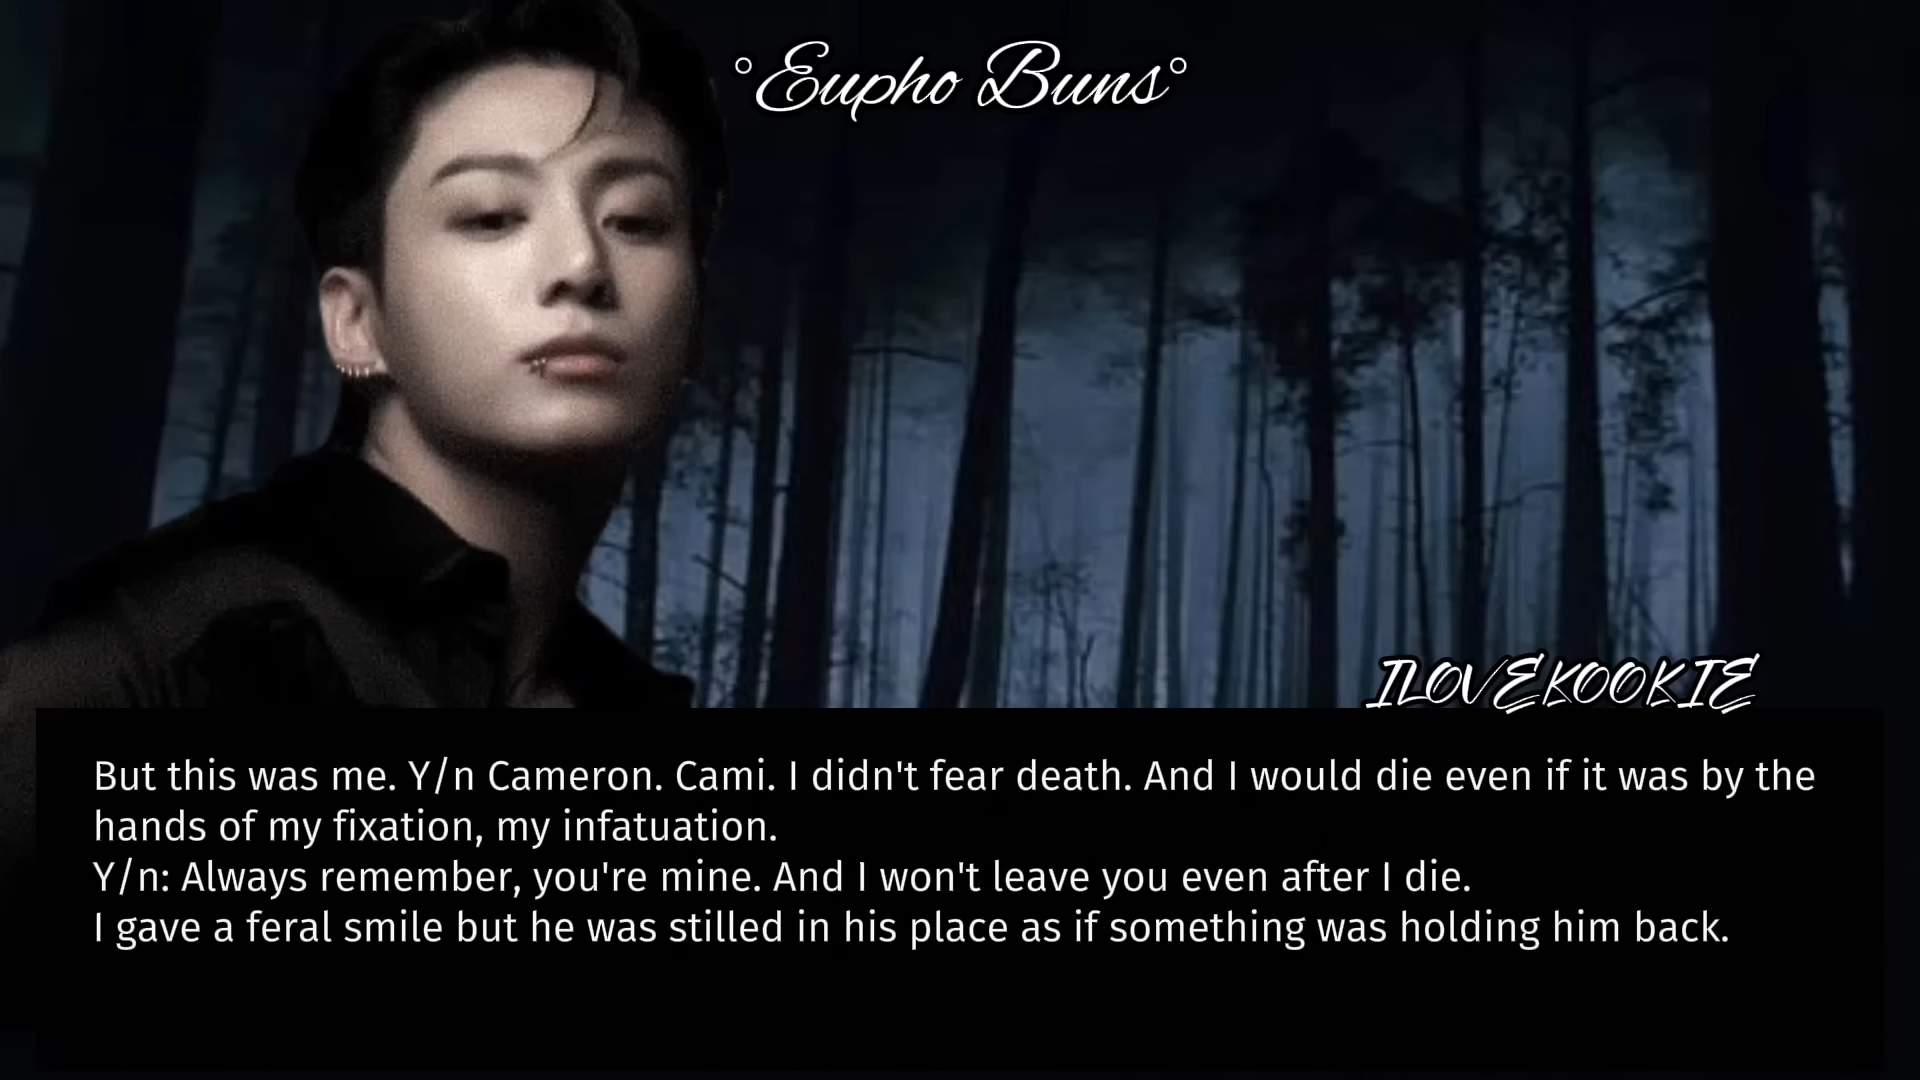 °Eupho Buns°
ILOVEKOOKIE
But this was me. Y/n Cameron. Cami. I didn't fear death. And I would die even if it was by the
hands of my fixation, my infatuation.
Y/n: Always remember, you're mine. And I won't leave you even after I die.
I gave a feral smile but he was stilled in his place as if something was holding him back.